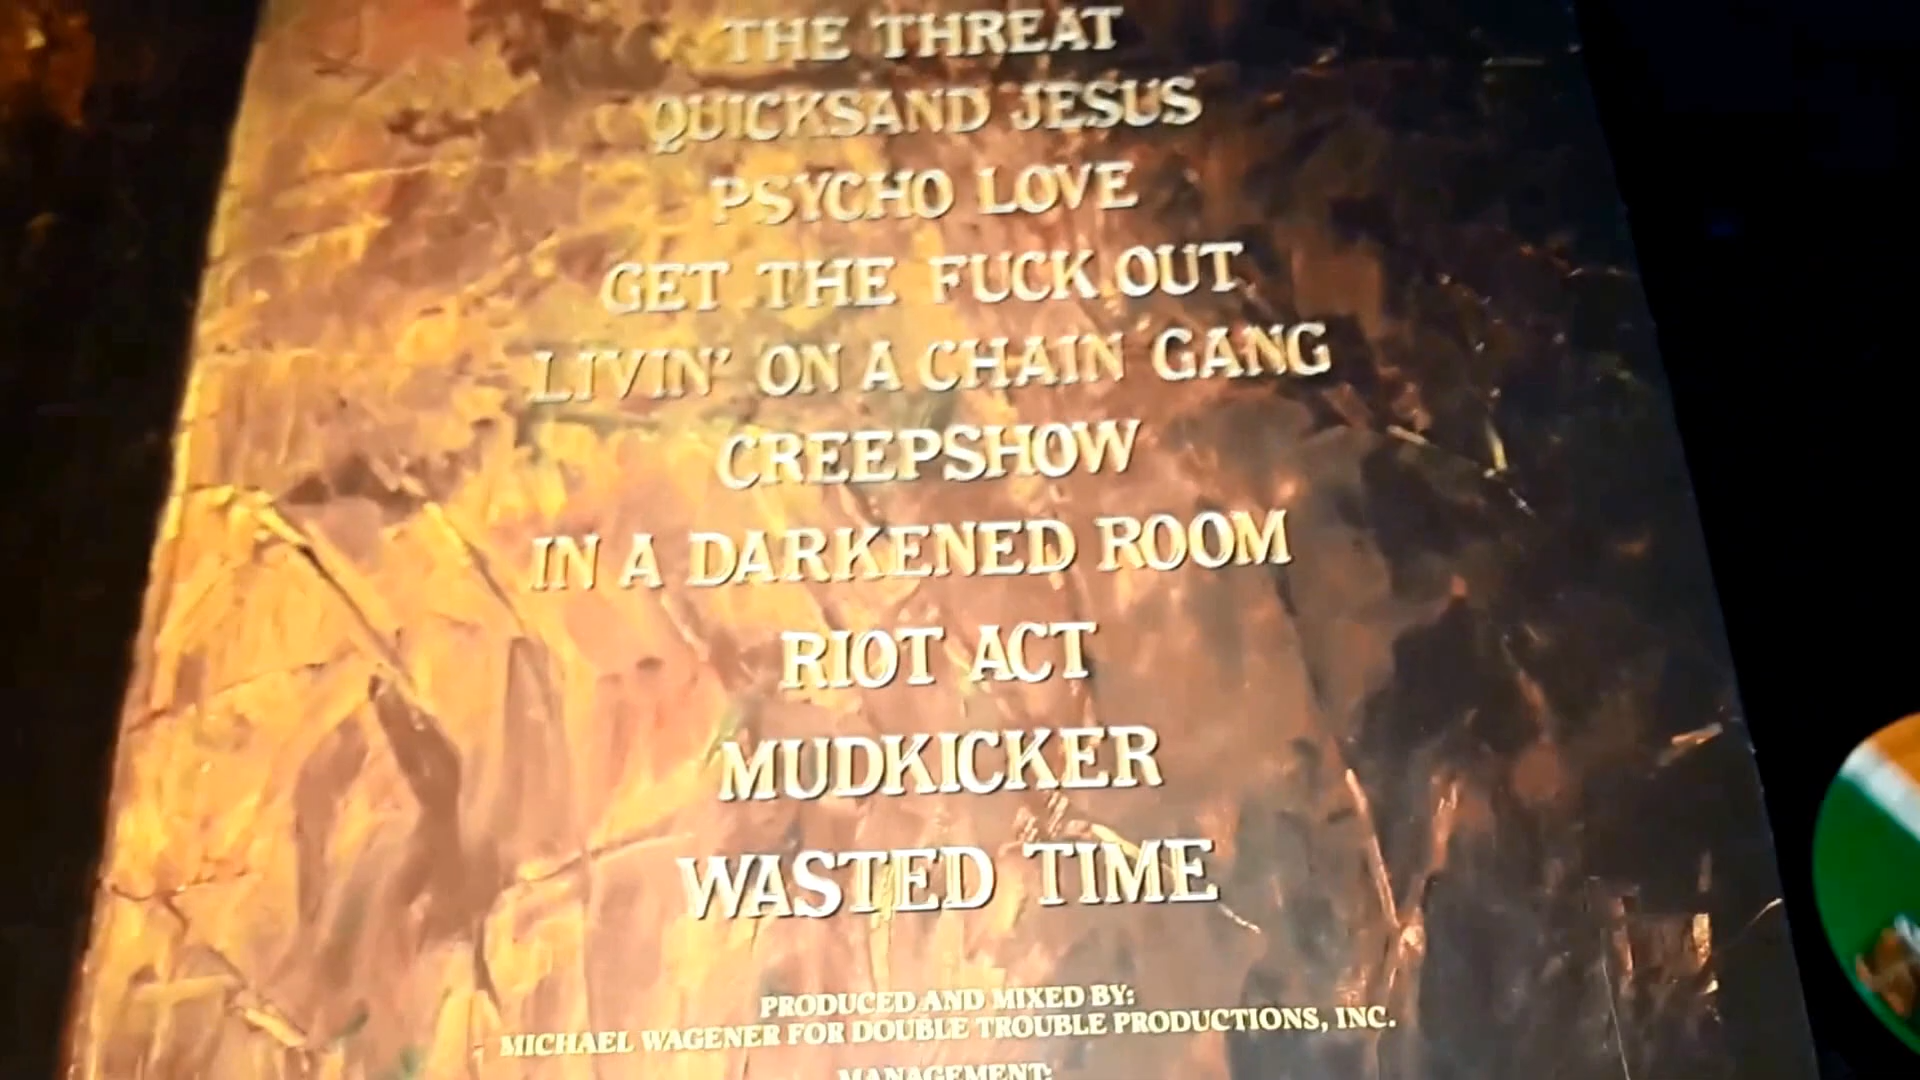 THE THREAT
QUICKSAND JESUS
PSYCHO LOVE
GET THE FUCK OUT
LIVIN' ON A CHAIN GANG
CREEPSHOW
IN A DARKENED ROOM
RIOT ACT
MUDKICKER
WASTED TIME
PRODUCED AND MIXED BY:
MICHAEL WAGENER FOR DOUBLE TROUBLE PRODUCTIONS, INC.
MANAGEMENT: